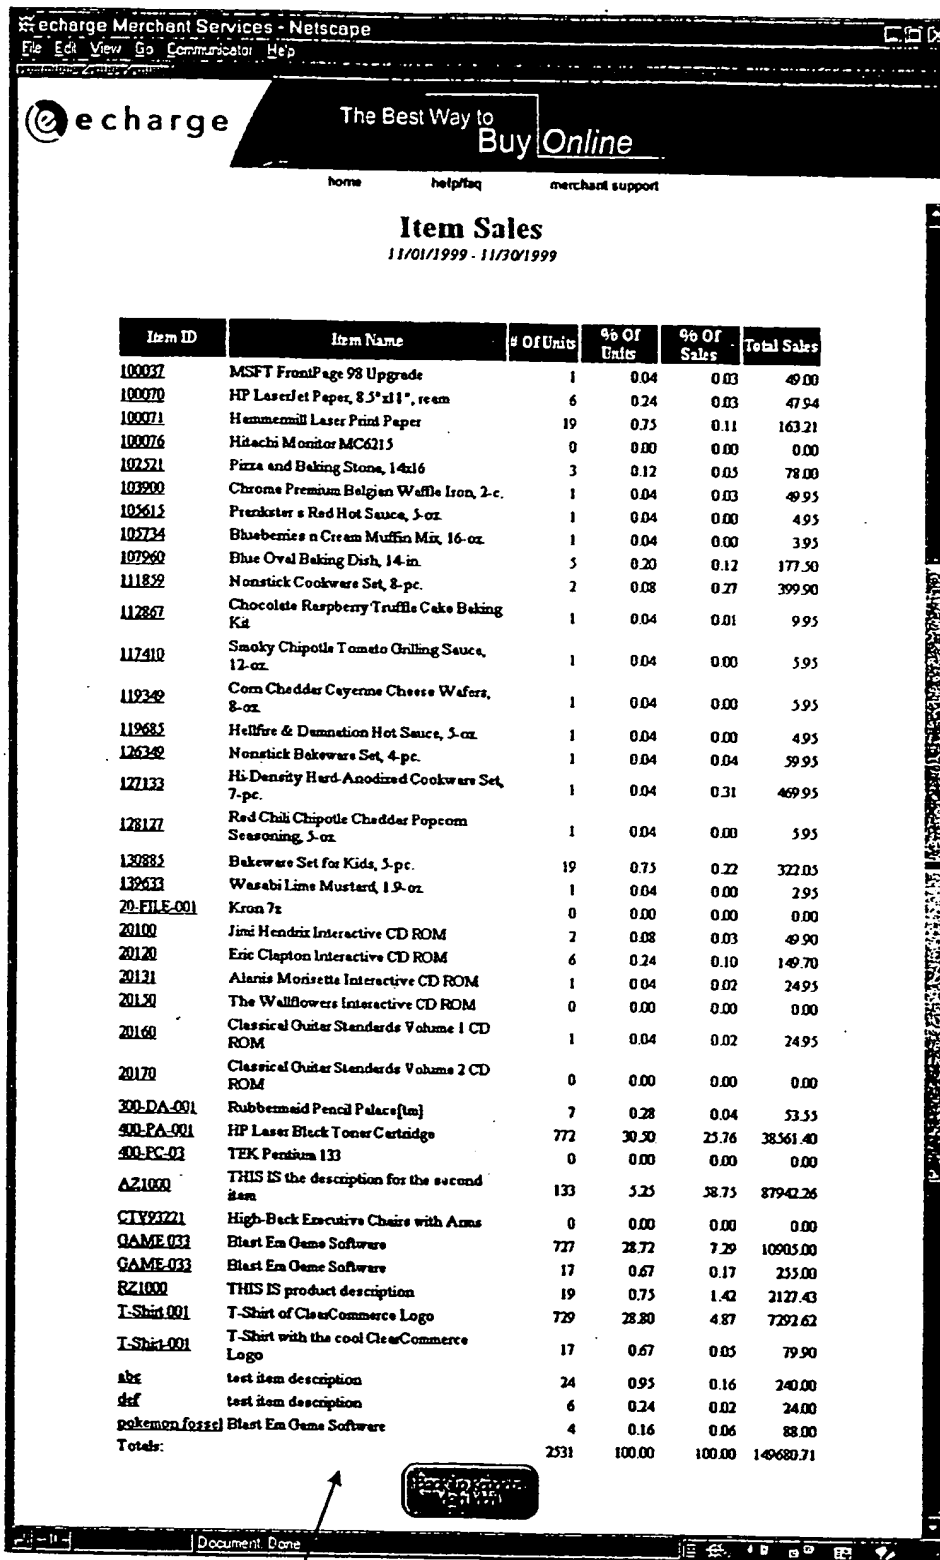 echarge Merchant Services - Netscape
File Edit View Go Communicator Help
echarge
The Best Way to
Buy Online
home help/faq merchant support
Item Sales
11/01/1999 - 11/30/1999
Item ID Item Name # Of Units % Of Units % Of Sales Total Sales
100037 MSFT FrontPage 98 Upgrade 1 0.04 0.03 49.00
100070 HP LaserJet Paper, 8.5"x11", ream 6 0.24 0.03 47.94
100071 Hammermill Laser Print Paper 19 0.75 0.11 163.21
100076 Hitachi Monitor MC6215 0 0.00 0.00 0.00
102521 Pizza and Baking Stone, 14x16 3 0.12 0.05 78.00
103900 Chrome Premium Belgian Waffle Iron, 2-c. 1 0.04 0.03 49.95
105615 Prankster s Red Hot Sauce, 5-oz. 1 0.04 0.00 4.95
105734 Blueberries n Cream Muffin Mix, 16-oz. 1 0.04 0.00 3.95
107960 Blue Oval Baking Dish, 14-in. 5 0.20 0.12 177.50
111859 Nonstick Cookware Set, 8-pc. 2 0.08 0.27 399.90
112867 Chocolate Raspberry Truffle Cake Baking
Kit 1 0.04 0.01 9.95
117410 Smoky Chipotle Tomato Grilling Sauce,
12-oz. 1 0.04 0.00 5.95
119349 Corn Cheddar Cayenne Cheese Wafers,
8-oz. 1 0.04 0.00 5.95
119685 Hellfire & Damnation Hot Sauce, 5-oz. 1 0.04 0.00 4.95
126349 Nonstick Bakeware Set, 4-pc. 1 0.04 0.04 59.95
127133 Hi-Density Hard-Anodized Cookware Set,
7-pc. 1 0.04 0.31 469.95
128127 Red Chili Chipotle Cheddar Popcorn
Seasoning, 5-oz 1 0.04 0.00 5.95
130885 Bakeware Set for Kids, 5-pc. 19 0.75 0.22 322.05
139633 Wasabi Lime Mustard, 1.9-oz. 1 0.04 0.00 2.95
20-FILE-001 Kron 7z 0 0.00 0.00 0.00
20100 Jimi Hendrix Interactive CD ROM 2 0.08 0.03 49.90
20120 Eric Clapton Interactive CD ROM 6 0.24 0.10 149.70
20131 Alanis Morisette Interactive CD ROM 1 0.04 0.02 24.95
20150 The Wallflowers Interactive CD ROM 0 0.00 0.00 0.00
20160 Classical Guitar Standards Volume 1 CD
ROM 1 0.04 0.02 24.95
20170 Classical Guitar Standards Volume 2 CD
ROM 0 0.00 0.00 0.00
300-DA-001 Rubbermaid Pencil Palace[tm] 7 0.28 0.04 53.55
400-PA-001 HP Laser Black Toner Cartridge 772 30.50 25.76 38561.40
400-PC-03 TEK Pentium 133 0 0.00 0.00 0.00
AZ1000 THIS IS the description for the second
item 133 5.25 58.75 87942.26
CTY93221 High-Back Executive Chairs with Arms 0 0.00 0.00 0.00
GAME 033 Blast Em Game Software 727 28.72 7.29 10905.00
GAME-033 Blast Em Game Software 17 0.67 0.17 255.00
RZ1000 THIS IS product description 19 0.75 1.42 2127.43
T-Shirt 001 T-Shirt of ClearCommerce Logo 729 28.80 4.87 7292.62
T-Shirt-001 T-Shirt with the cool ClearCommerce
Logo 17 0.67 0.05 79.90
abc test item description 24 0.95 0.16 240.00
def test item description 6 0.24 0.02 24.00
pokemon fossel Blast Em Game Software 4 0.16 0.06 88.00
Totals: 2531 100.00 100.00 149680.71
Document: Done